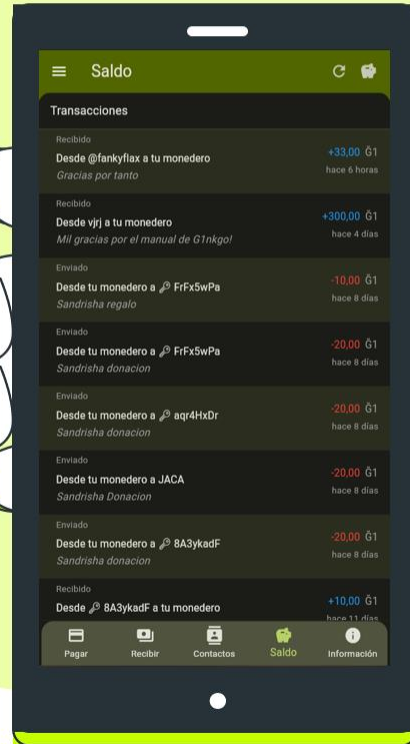 Saldo
Transacciones
Recibido
Desde @fankyflax a tu monedero
+33,00 Ğ1
Gracias por tanto
hace 6 horas
Recibido
Desde vjrj a tu monedero
+300,00 Ğ1
Mil gracias por el manual de G1nkgo!
hace 4 días
Enviado
Desde tu monedero a 🔑 FrFx5wPa
-10,00 Ğ1
Sandrisha regalo
hace 8 días
Enviado
Desde tu monedero a 🔑 FrFx5wPa
-20,00 Ğ1
Sandrisha donacion
hace 8 días
Enviado
Desde tu monedero a 🔑 aqr4HxDr
-20,00 Ğ1
Sandrisha donacion
hace 8 días
Enviado
Desde tu monedero a JACA
-20,00 Ğ1
Sandrisha Donacion
hace 8 días
Enviado
Desde tu monedero a 🔑 8A3ykadF
-20,00 Ğ1
Sandrisha donacion
hace 8 días
Recibido
Desde 🔑 8A3ykadF a tu monedero
+10,00 Ğ1
hace 11 días
Pagar
Recibir
Contactos
Saldo
Información